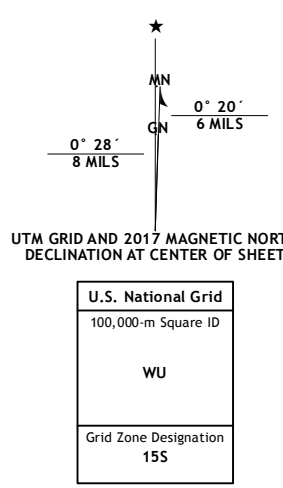 ★
MN
0° 20´
GN
6 MILS
0° 28´
8 MILS
UTM GRID AND 2017 MAGNETIC NORT
DECLINATION AT CENTER OF SHEET
U.S. National Grid
100,000-m Square ID
WU
Grid Zone Designation
15S